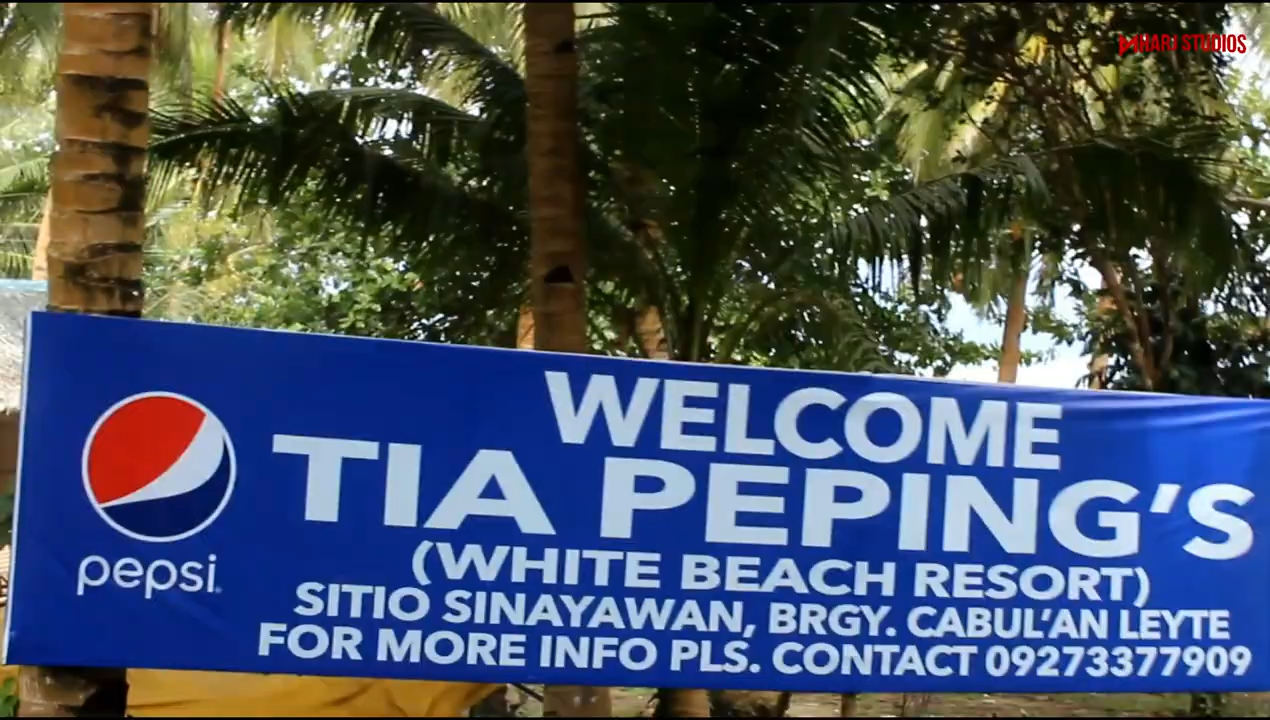 MHARJ STUDIOS
WELCOME
TIA PEPING'S
(WHITE BEACH RESORT)
SITIO SINAYAWAN, BRGY. CABUL'AN LEYTE
FOR MORE INFO PLS. CONTACT 09273377909
pepsi